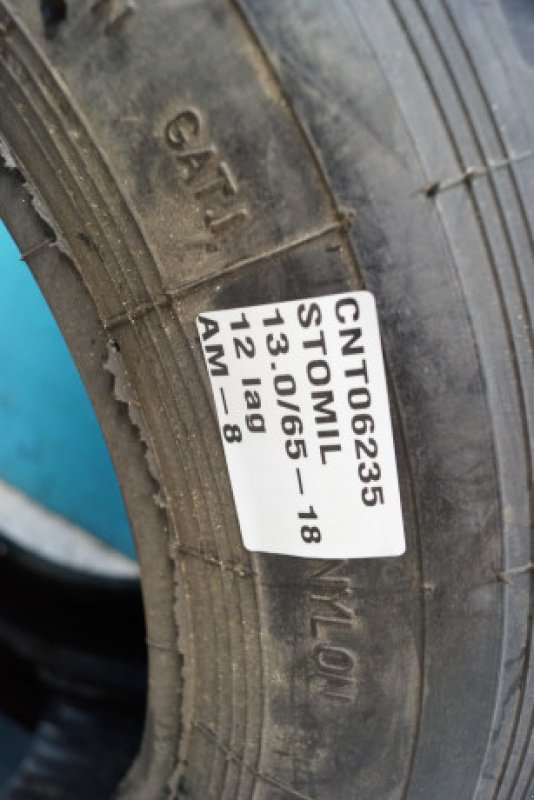 GAT.I
CNT06235
STOMIL
13.0/65-18
12 lag
AM-8
NYLON